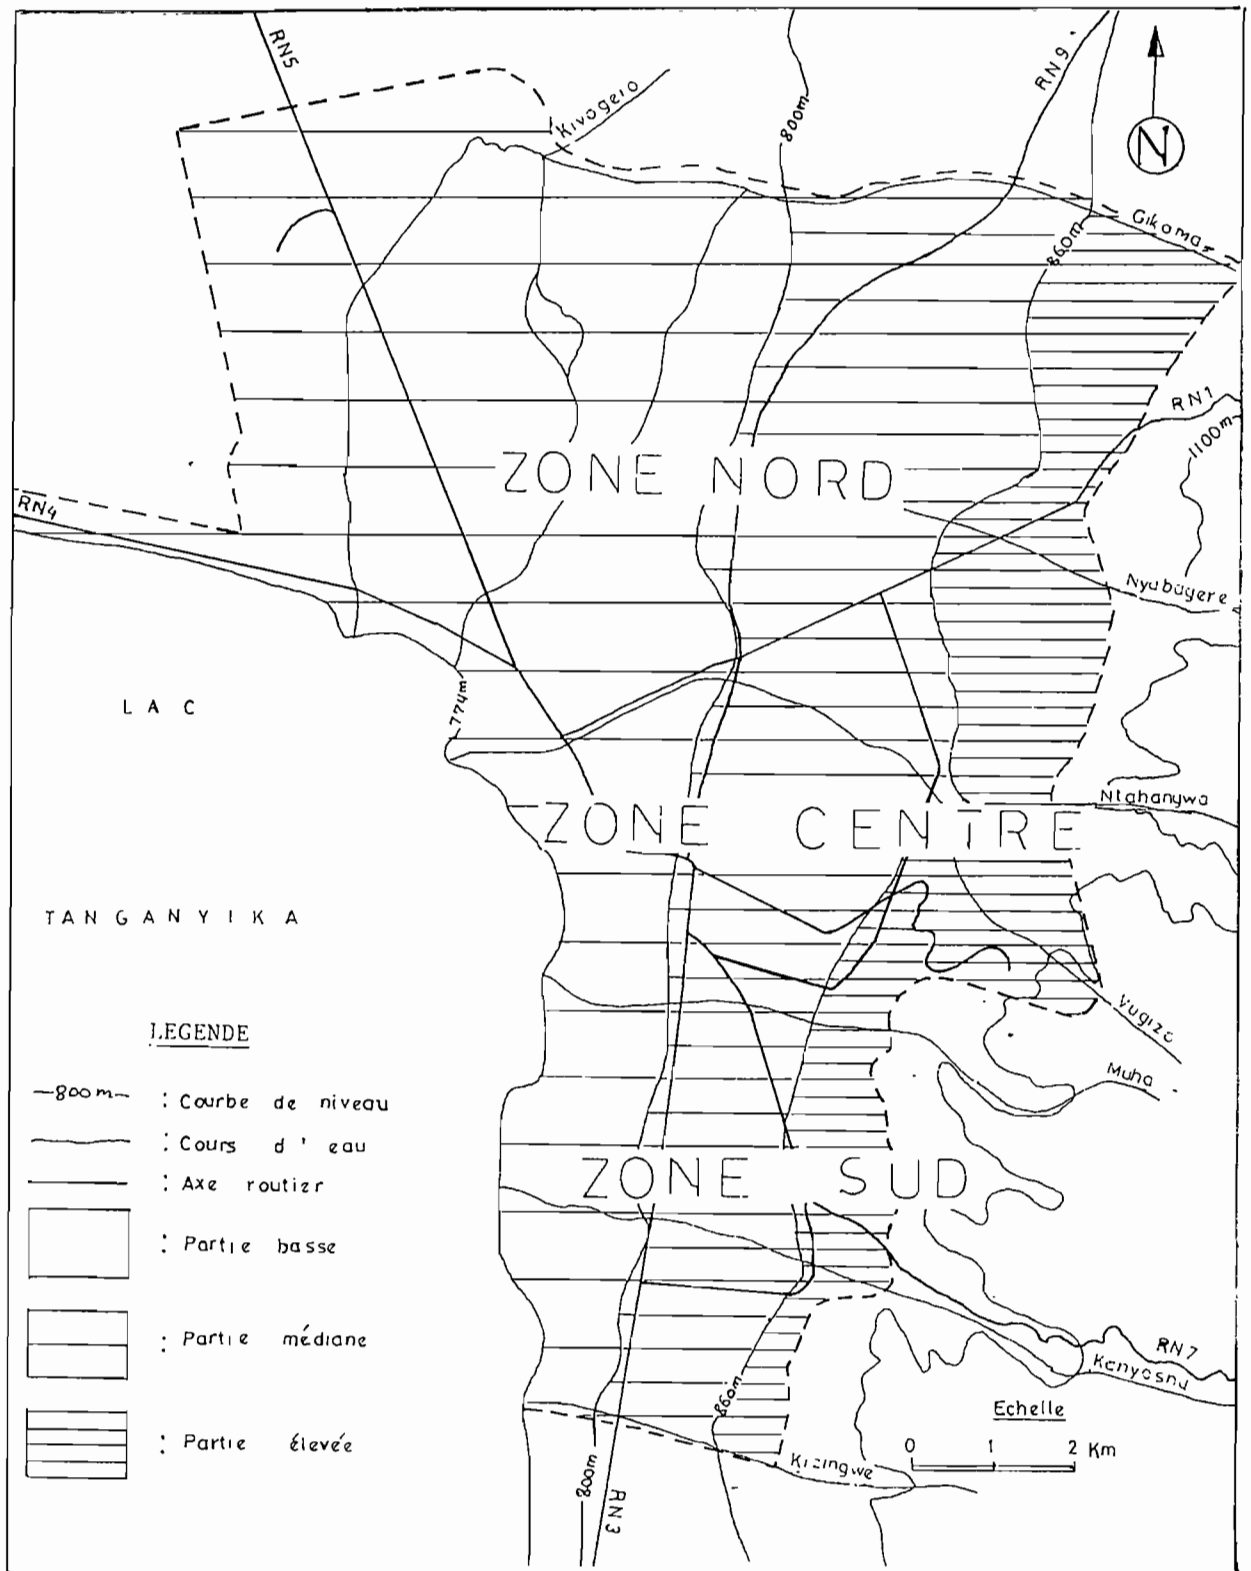 RN5
RN9
800m
Kivogero
N
Gikoma
860m
RN1
1100m
ZONE NORD
RN4
Nyabagere
LAC
774m
Ntahangwa
ZONE CENTRE
TANGANYIKA
Vugizo
LEGENDE
Muha
—800m— : Courbe de niveau
: Cours d'eau
: Axe routier
ZONE SUD
: Partie basse
: Partie médiane
RN7
: Partie élevée
860m
Echelle
0 1 2 Km
Kizingwe
800m
RN3